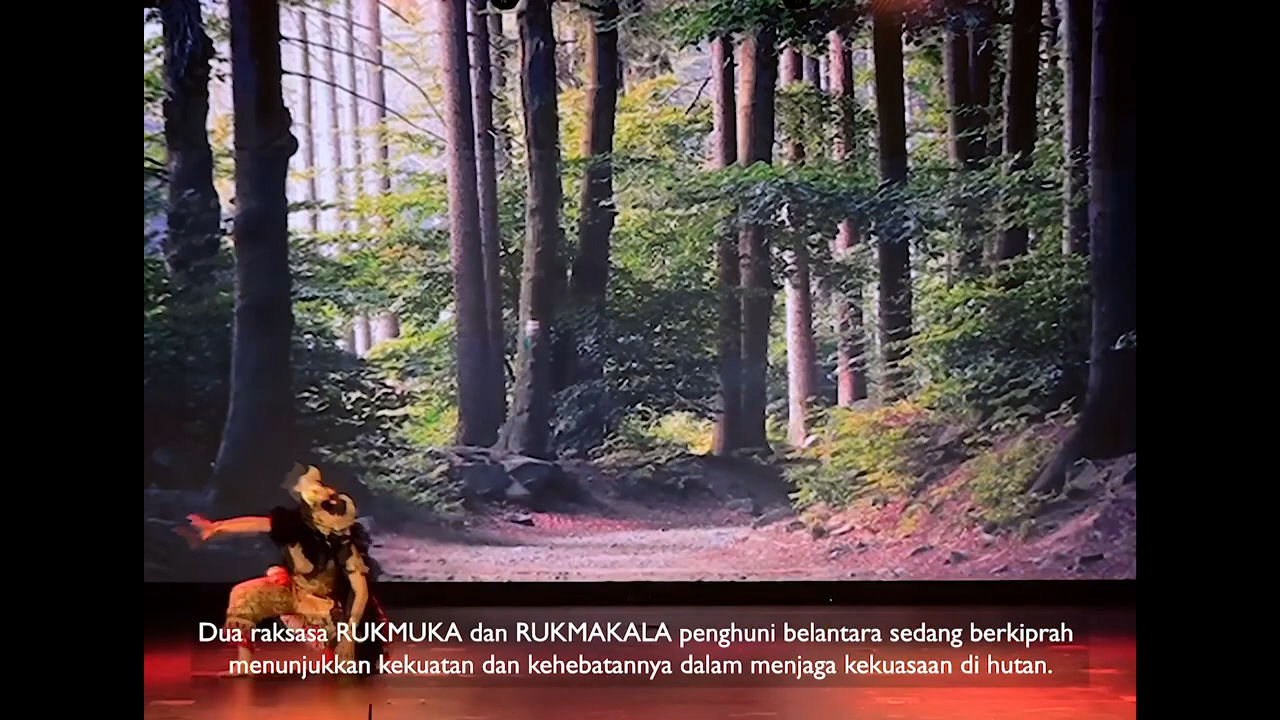 Dua raksasa RUKMUKA dan RUKMAKALA penghuni belantara sedang berkiprah
menunjukkan kekuatan dan kehebatannya dalam menjaga kekuasaan di hutan.